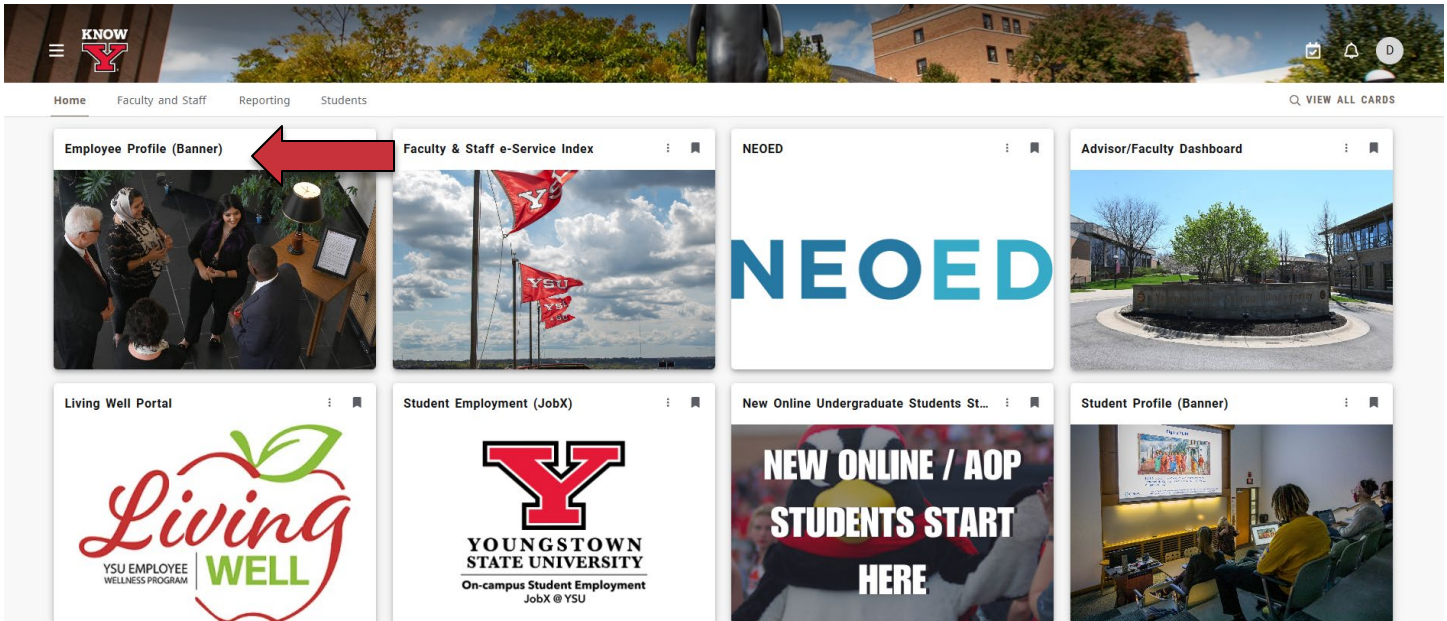 KNOW
Y
D
Home
Faculty and Staff
Reporting
Students
VIEW ALL CARDS
Employee Profile (Banner)
Faculty & Staff e-Service Index
NEOED
Advisor/Faculty Dashboard
YSU
YSU
NEOED
Living Well Portal
Student Employment (JobX)
New Online Undergraduate Students St...
Student Profile (Banner)
Living
YSU EMPLOYEE
WELLNESS PROGRAM
WELL
Y
YOUNGSTOWN
STATE UNIVERSITY
On-campus Student Employment
JobX @ YSU
NEW ONLINE / AOP
STUDENTS START
HERE